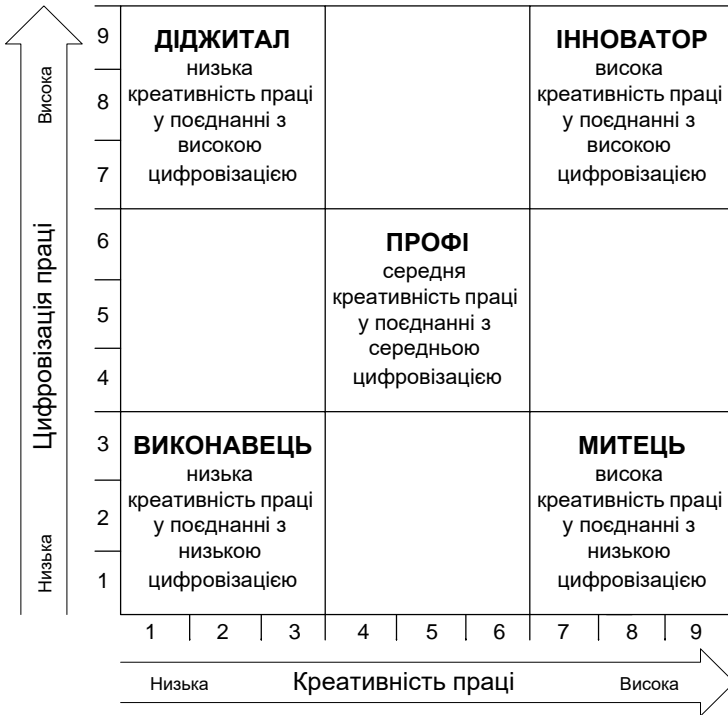 9
8
7
6
5
4
3
2
1
Висока
Цифровізація праці
Низька
ДІДЖИТАЛ
низька
креативність праці
у поєднанні з
високою
цифровізацією
ІННОВАТОР
висока
креативність праці
у поєднанні з
високою
цифровізацією
ПРОФІ
середня
креативність праці
у поєднанні з
середньою
цифровізацією
ВИКОНАВЕЦЬ
низька
креативність праці
у поєднанні з
низькою
цифровізацією
МИТЕЦЬ
висока
креативність праці
у поєднанні з
низькою
цифровізацією
1 2 3 4 5 6 7 8 9
Низька Креативність праці Висока